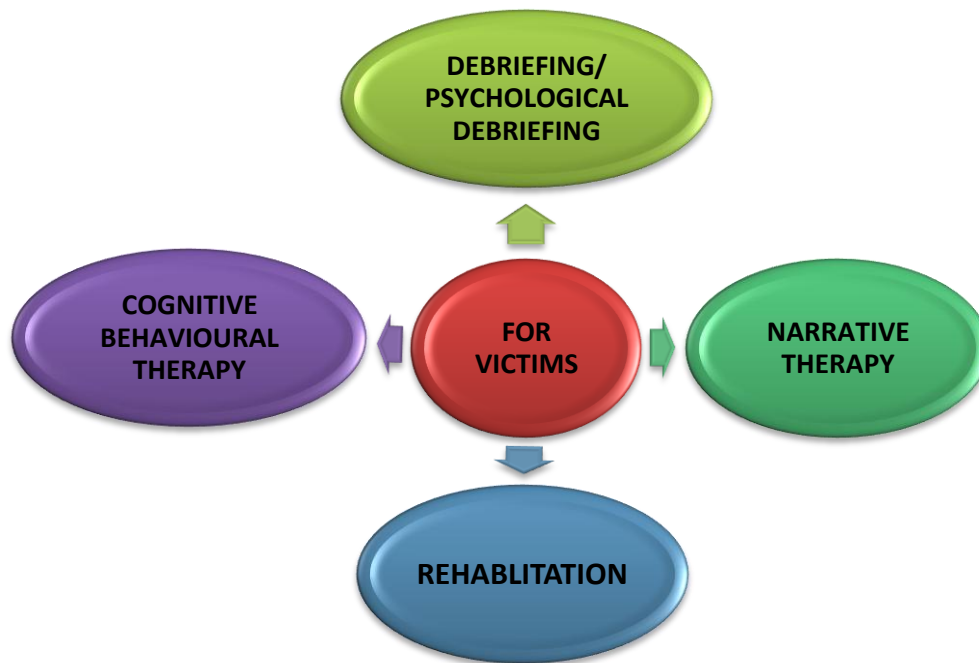 DEBRIEFING/
PSYCHOLOGICAL
DEBRIEFING
COGNITIVE
BEHAVIOURAL
THERAPY
FOR
VICTIMS
NARRATIVE
THERAPY
REHABLITATION